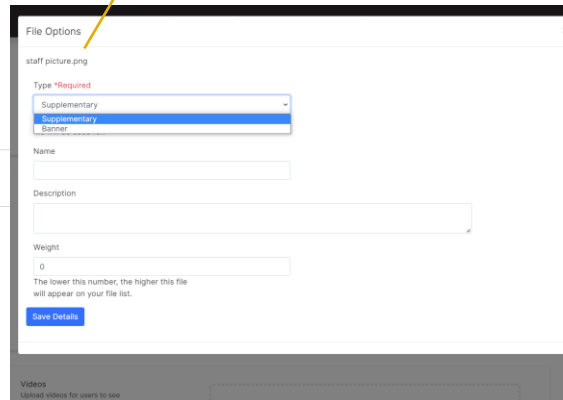 File Options
staff picture.png
Type *Required
Supplementary
Supplementary
Banner
Name
Description
Weight
0
The lower this number, the higher this file
will appear on your file list.
Save Details
Videos
Upload videos for users to see